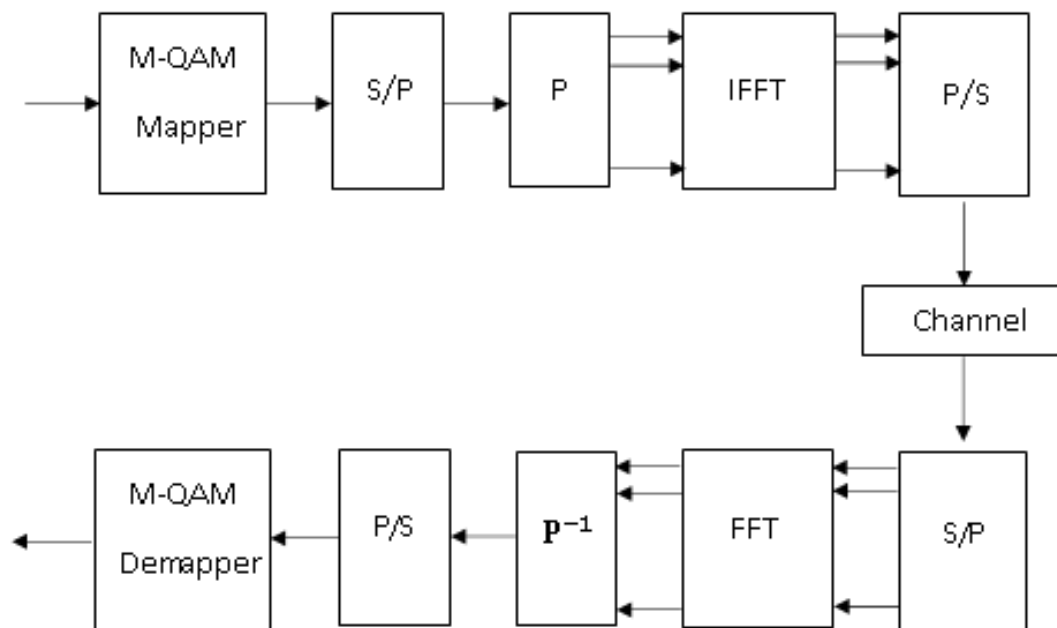 M-QAM
Mapper
S/P
P
IFFT
P/S
Channel
M-QAM
Demapper
P/S
P⁻¹
FFT
S/P